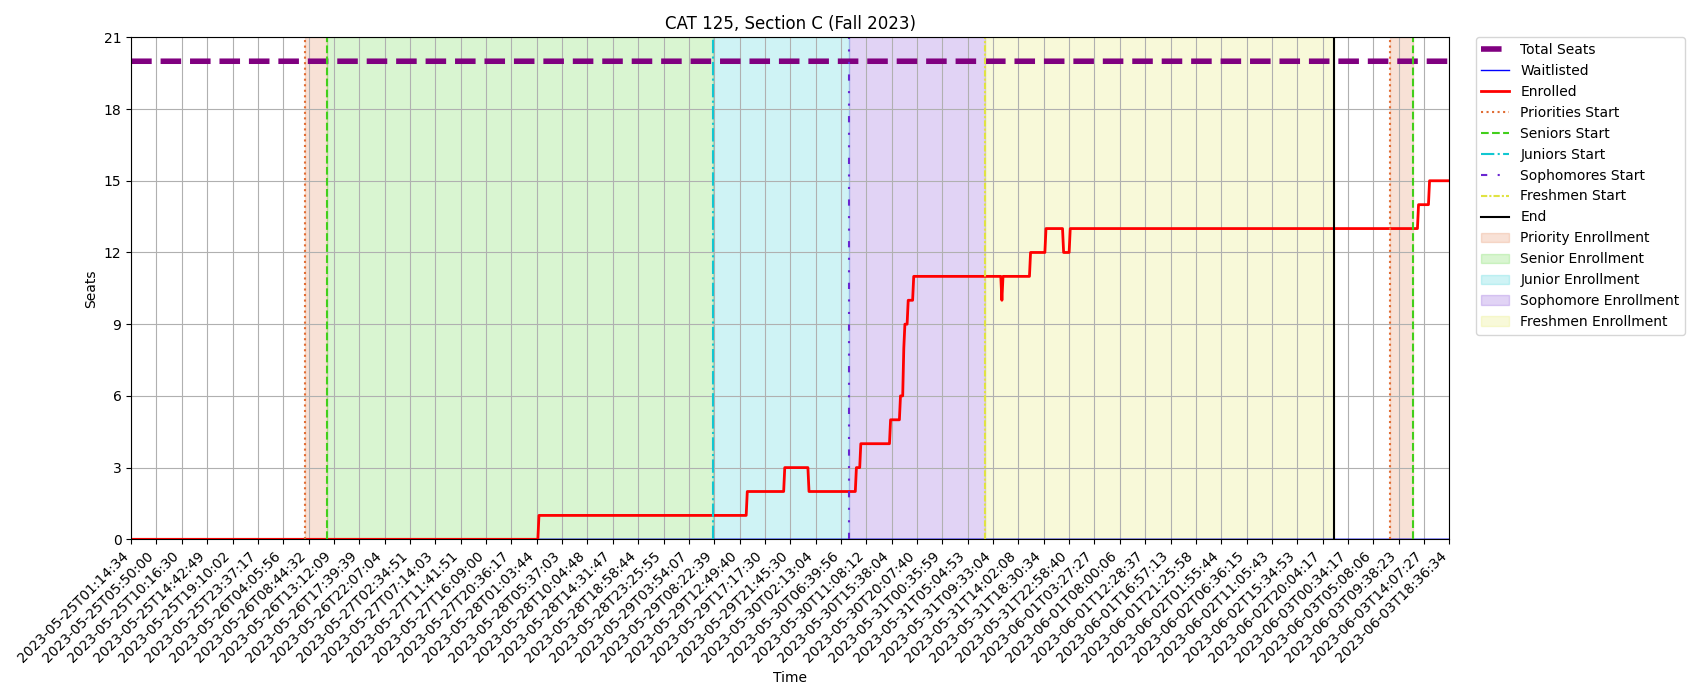 CAT 125, Section C (Fall 2023)
21
18
15
12
9
6
3
0
Seats
2023-05-25T01:14:34
2023-05-25T05:50:00
2023-05-25T10:16:30
2023-05-25T14:42:49
2023-05-25T19:10:02
2023-05-25T23:37:17
2023-05-26T04:05:56
2023-05-26T08:44:32
2023-05-26T13:12:09
2023-05-26T17:39:39
2023-05-26T22:07:04
2023-05-27T02:34:51
2023-05-27T07:14:03
2023-05-27T11:41:51
2023-05-27T16:09:00
2023-05-27T20:36:17
2023-05-28T01:03:44
2023-05-28T05:37:03
2023-05-28T10:04:48
2023-05-28T14:31:47
2023-05-28T18:58:44
2023-05-28T23:25:55
2023-05-29T03:54:07
2023-05-29T08:22:39
2023-05-29T12:49:40
2023-05-29T17:17:30
2023-05-29T21:45:30
2023-05-30T02:13:04
2023-05-30T06:39:56
2023-05-30T11:08:12
2023-05-30T15:38:04
2023-05-30T20:07:40
2023-05-31T00:35:59
2023-05-31T05:04:53
2023-05-31T09:33:04
2023-05-31T14:02:08
2023-05-31T18:30:34
2023-05-31T22:58:40
2023-06-01T03:27:27
2023-06-01T08:00:06
2023-06-01T12:28:37
2023-06-01T16:57:13
2023-06-01T21:25:58
2023-06-02T01:55:44
2023-06-02T06:36:15
2023-06-02T11:05:43
2023-06-02T15:34:53
2023-06-02T20:04:17
2023-06-03T00:34:17
2023-06-03T05:08:06
2023-06-03T09:38:23
2023-06-03T14:07:27
2023-06-03T18:36:34
Time
Total Seats
Waitlisted
Enrolled
Priorities Start
Seniors Start
Juniors Start
Sophomores Start
Freshmen Start
End
Priority Enrollment
Senior Enrollment
Junior Enrollment
Sophomore Enrollment
Freshmen Enrollment